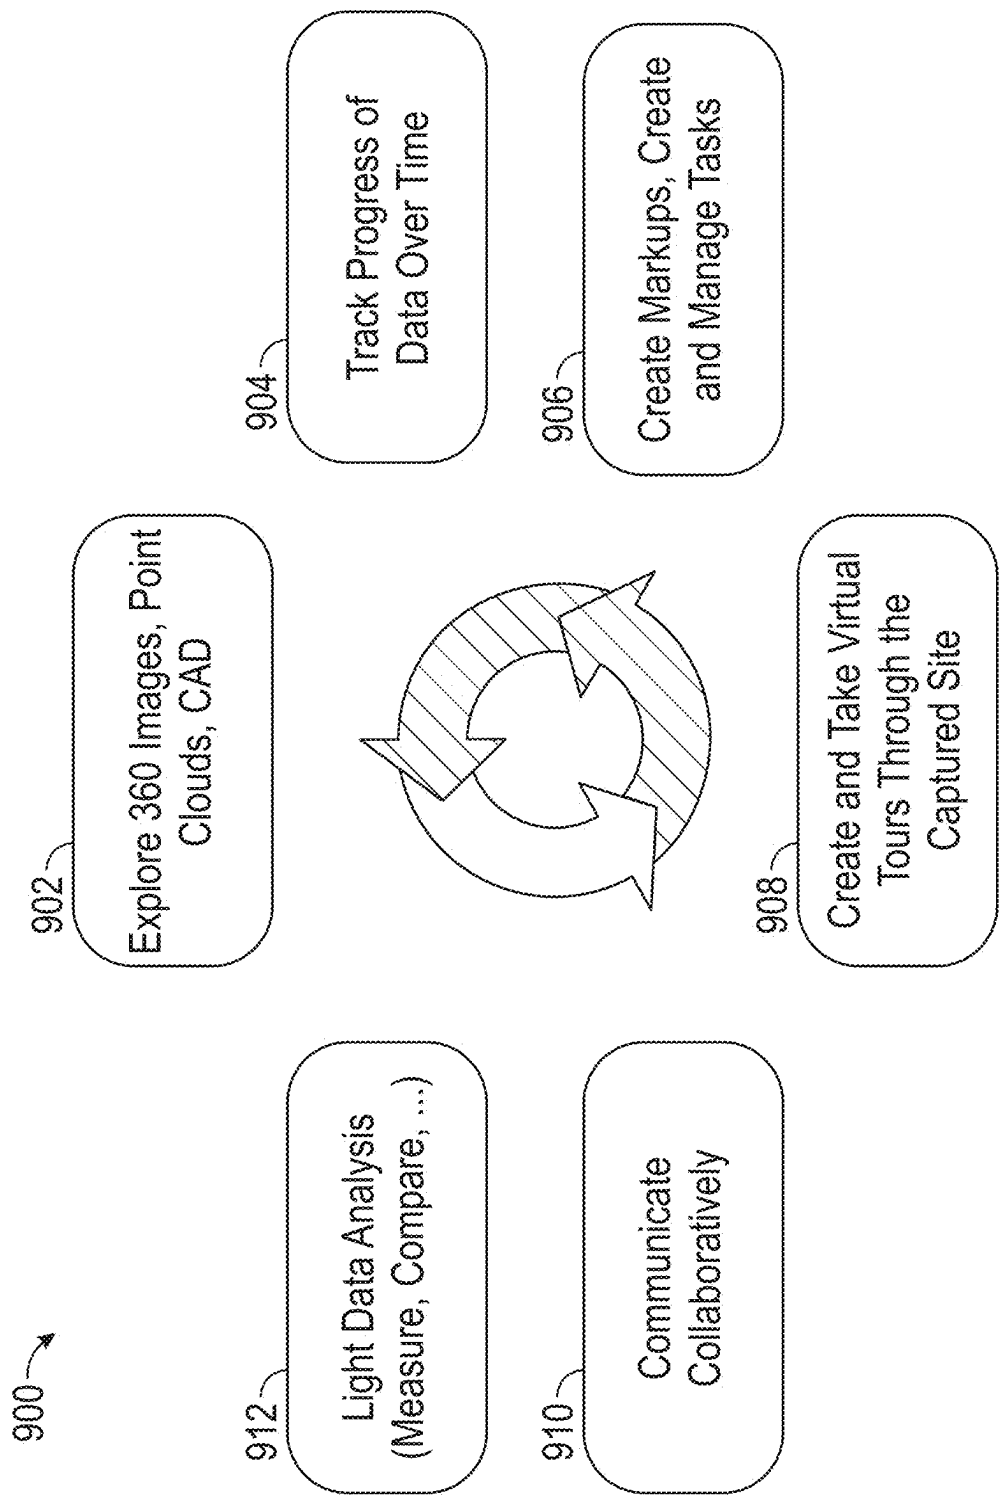 900
902
Explore 360 Images, Point
Clouds, CAD
904
Track Progress of
Data Over Time
906
Create Markups, Create
and Manage Tasks
908
Create and Take Virtual
Tours Through the
Captured Site
910
Communicate
Collaboratively
912
Light Data Analysis
(Measure, Compare, ...)